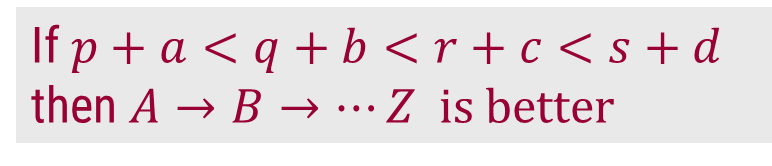 If p + a < q + b < r + c < s + d
then A → B → ⋯ Z is better